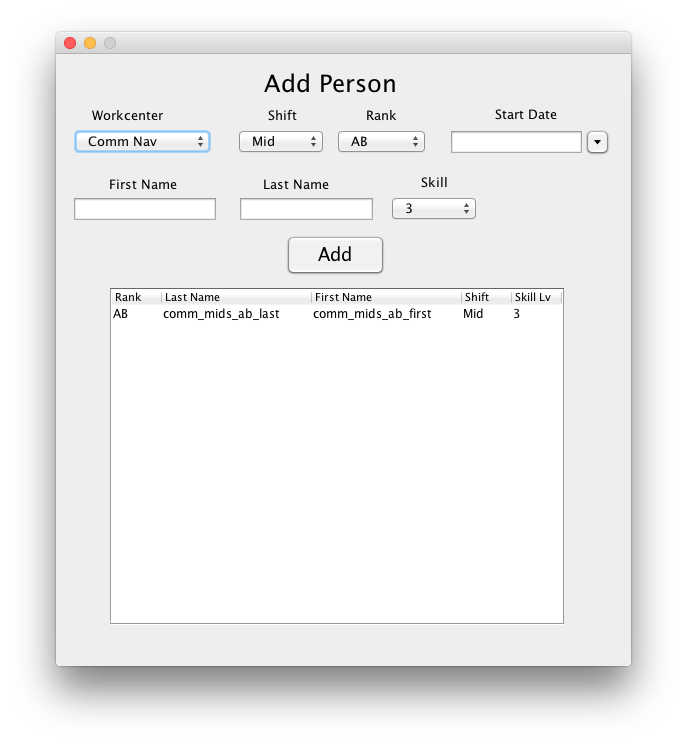 Add Person
Workcenter Shift Rank Start Date
Comm Nav Mid AB
First Name Last Name Skill
3
Add
Rank Last Name First Name Shift Skill Lv
AB comm_mids_ab_last comm_mids_ab_first Mid 3